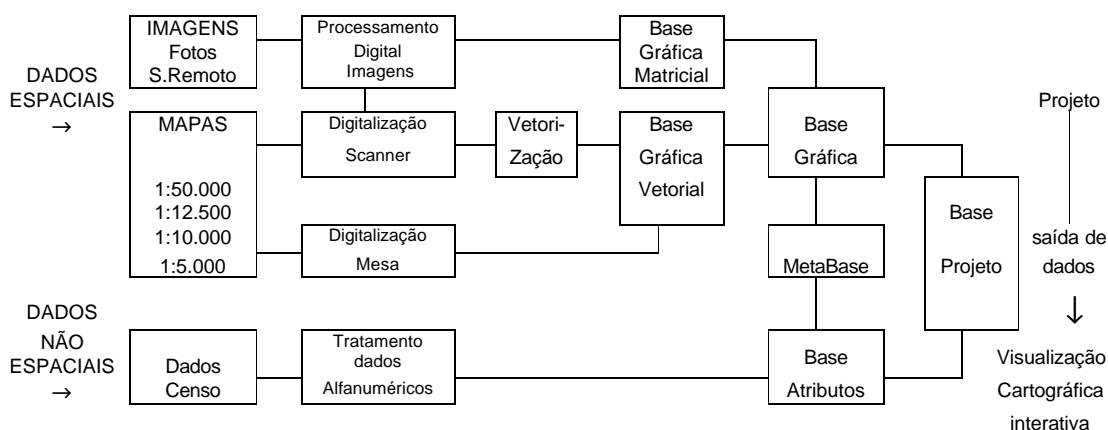 DADOS
ESPACIAIS
→
IMAGENS
Fotos
S.Remoto
Processamento
Digital
Imagens
Base
Gráfica
Matricial
MAPAS
1:50.000
1:12.500
1:10.000
1:5.000
Digitalização
Scanner
Vetori-
Zação
Base
Gráfica
Vetorial
Base
Gráfica
Digitalização
Mesa
MetaBase
Base
Projeto
Projeto
saída de
dados
↓
Visualização
Cartográfica
interativa
DADOS
NÃO
ESPACIAIS
→
Dados
Censo
Tratamento
dados
Alfanuméricos
Base
Atributos